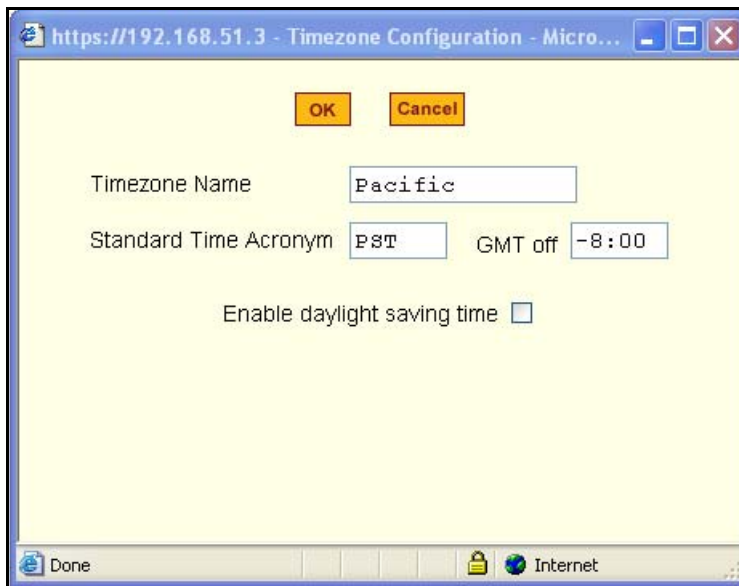 https://192.168.51.3 - Timezone Configuration - Micro...
OK Cancel
Timezone Name Pacific
Standard Time Acronym PST GMT off -8:00
Enable daylight saving time
Done Internet